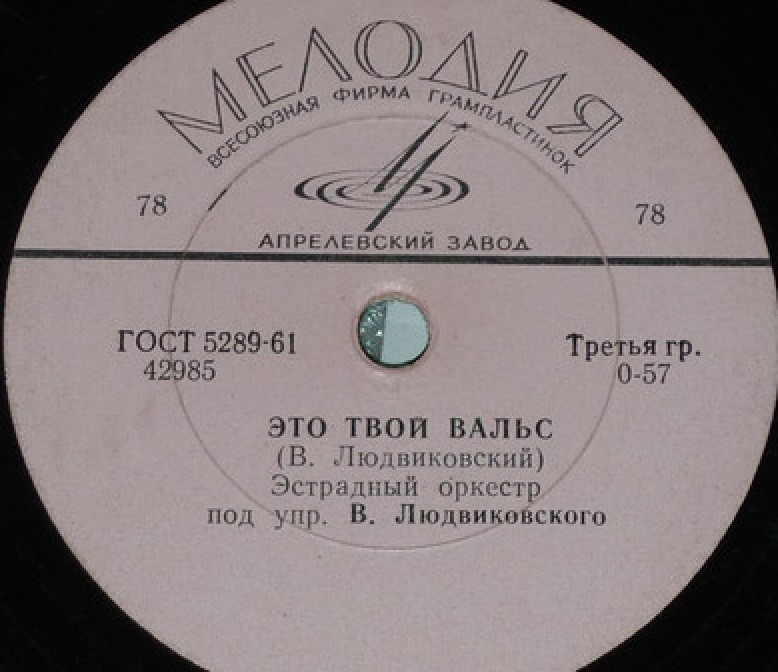 МЕЛОДИЯ
ВСЕСОЮЗНАЯ ФИРМА ГРАМПЛАСТИНОК
78 78
АПРЕЛЕВСКИЙ ЗАВОД
ГОСТ 5289-61 Третья гр.
42985 0-57
ЭТО ТВОЙ ВАЛЬС
(В. Людвиковский)
Эстрадный оркестр
под упр. В. Людвиковского